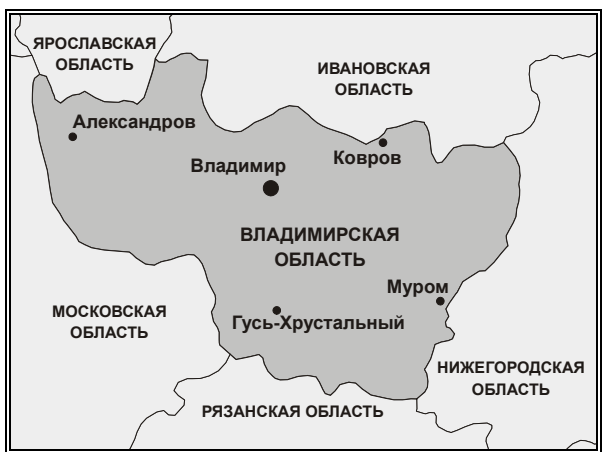 ЯРОСЛАВСКАЯ
ОБЛАСТЬ
ИВАНОВСКАЯ
ОБЛАСТЬ
Александров
Владимир
Ковров
ВЛАДИМИРСКАЯ
ОБЛАСТЬ
Муром
МОСКОВСКАЯ
ОБЛАСТЬ
Гусь-Хрустальный
НИЖЕГОРОДСКАЯ
ОБЛАСТЬ
РЯЗАНСКАЯ ОБЛАСТЬ